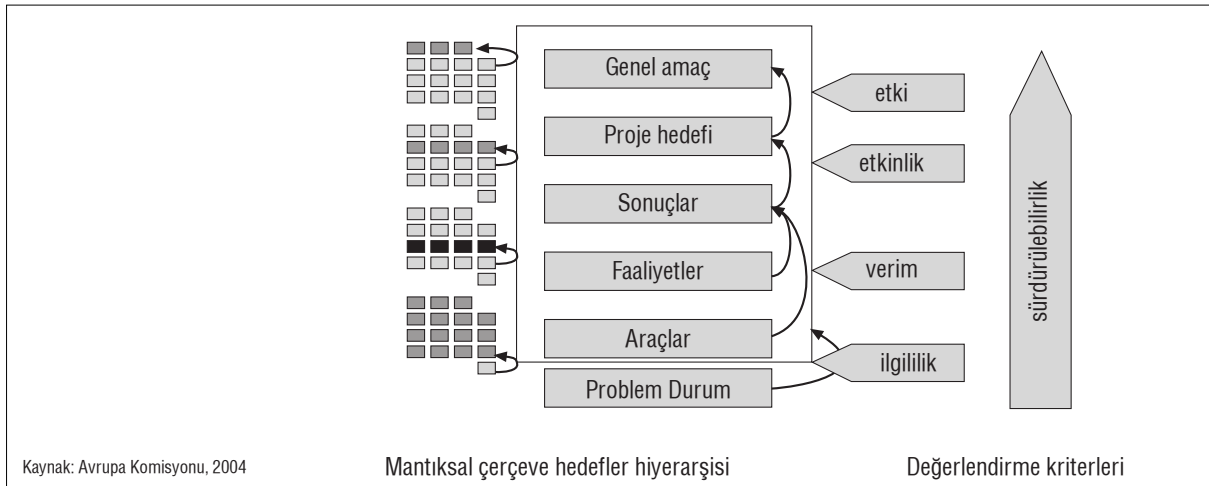 Genel amaç
Proje hedefi
Sonuçlar
Faaliyetler
Araçlar
Problem Durum
etki
etkinlik
verim
ilgililik
sürdürülebilirlik
Kaynak: Avrupa Komisyonu, 2004
Mantıksal çerçeve hedefler hiyerarşisi
Değerlendirme kriterleri